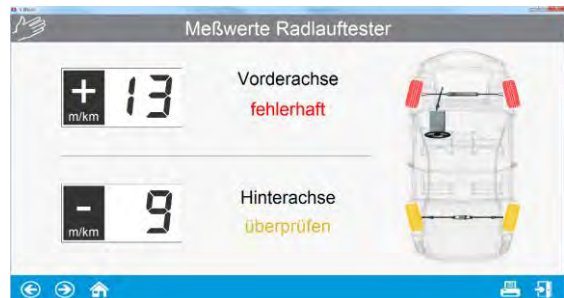 Meßwerte Radlauftester
+ 13 m/km
Vorderachse
fehlerhaft
- 9 m/km
Hinterachse
überprüfen